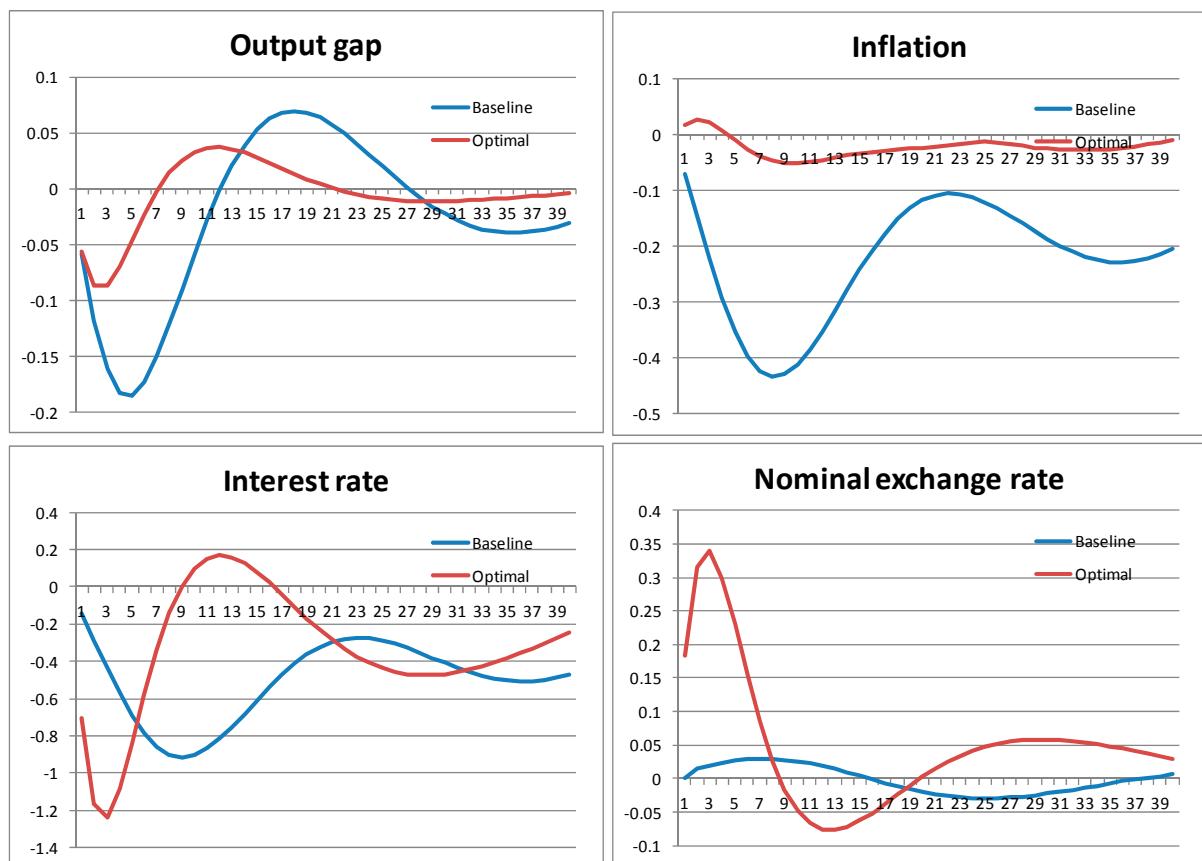 Output gap
0.1
0.05
0
-0.05
-0.1
-0.15
-0.2
1 3 5 7 9 11 13 15 17 19 21 23 25 27 29 31 33 35 37 39
Baseline
Optimal
Inflation
0.1
0
-0.1
-0.2
-0.3
-0.4
-0.5
1 3 5 7 9 11 13 15 17 19 21 23 25 27 29 31 33 35 37 39
Baseline
Optimal
Interest rate
0.4
0.2
0
-0.2
-0.4
-0.6
-0.8
-1
-1.2
-1.4
1 3 5 7 9 11 13 15 17 19 21 23 25 27 29 31 33 35 37 39
Baseline
Optimal
Nominal exchange rate
0.4
0.35
0.3
0.25
0.2
0.15
0.1
0.05
0
-0.05
-0.1
1 3 5 7 9 11 13 15 17 19 21 23 25 27 29 31 33 35 37 39
Baseline
Optimal